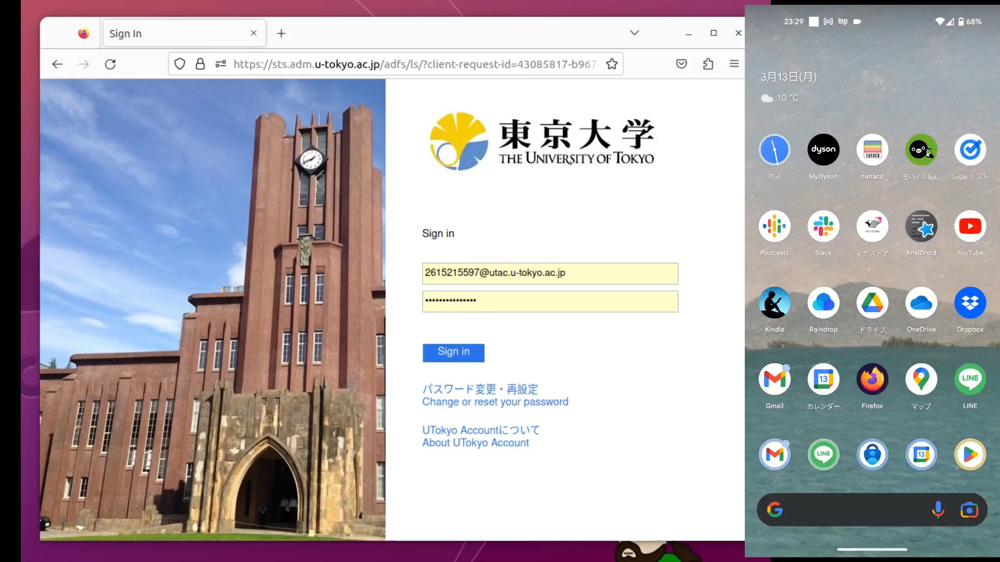 Sign In
https://sts.adm.u-tokyo.ac.jp/adfs/ls/?client-request-id=43085817-b967-
東京大学
THE UNIVERSITY OF TOKYO
Sign in
2615215597@utac.u-tokyo.ac.jp
•••••••••••••••
Sign in
パスワード変更・再設定
Change or reset your password
UTokyo Accountについて
About UTokyo Account
23:29
68%
3月13日(月)
10 °C
dyson
nanaco
時計
MyDyson
nanaco
モバイルSui...
ToDo リスト
Podcasts
Slack
マガストア
AnkiDroid
YouTube
Kindle
Raindrop
ドライブ
OneDrive
Dropbox
13
LINE
Gmail
カレンダー
Firefox
マップ
LINE
LINE
13